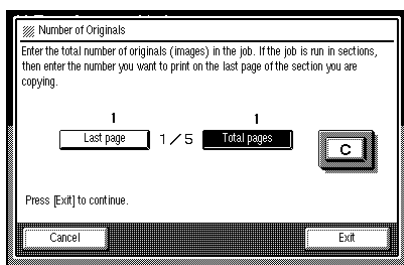 Number of Originals
Enter the total number of originals (images) in the job. If the job is run in sections,
then enter the number you want to print on the last page of the section you are
copying.
1 1
Last page 1/5 Total pages C
Press [Exit] to continue.
Cancel Exit